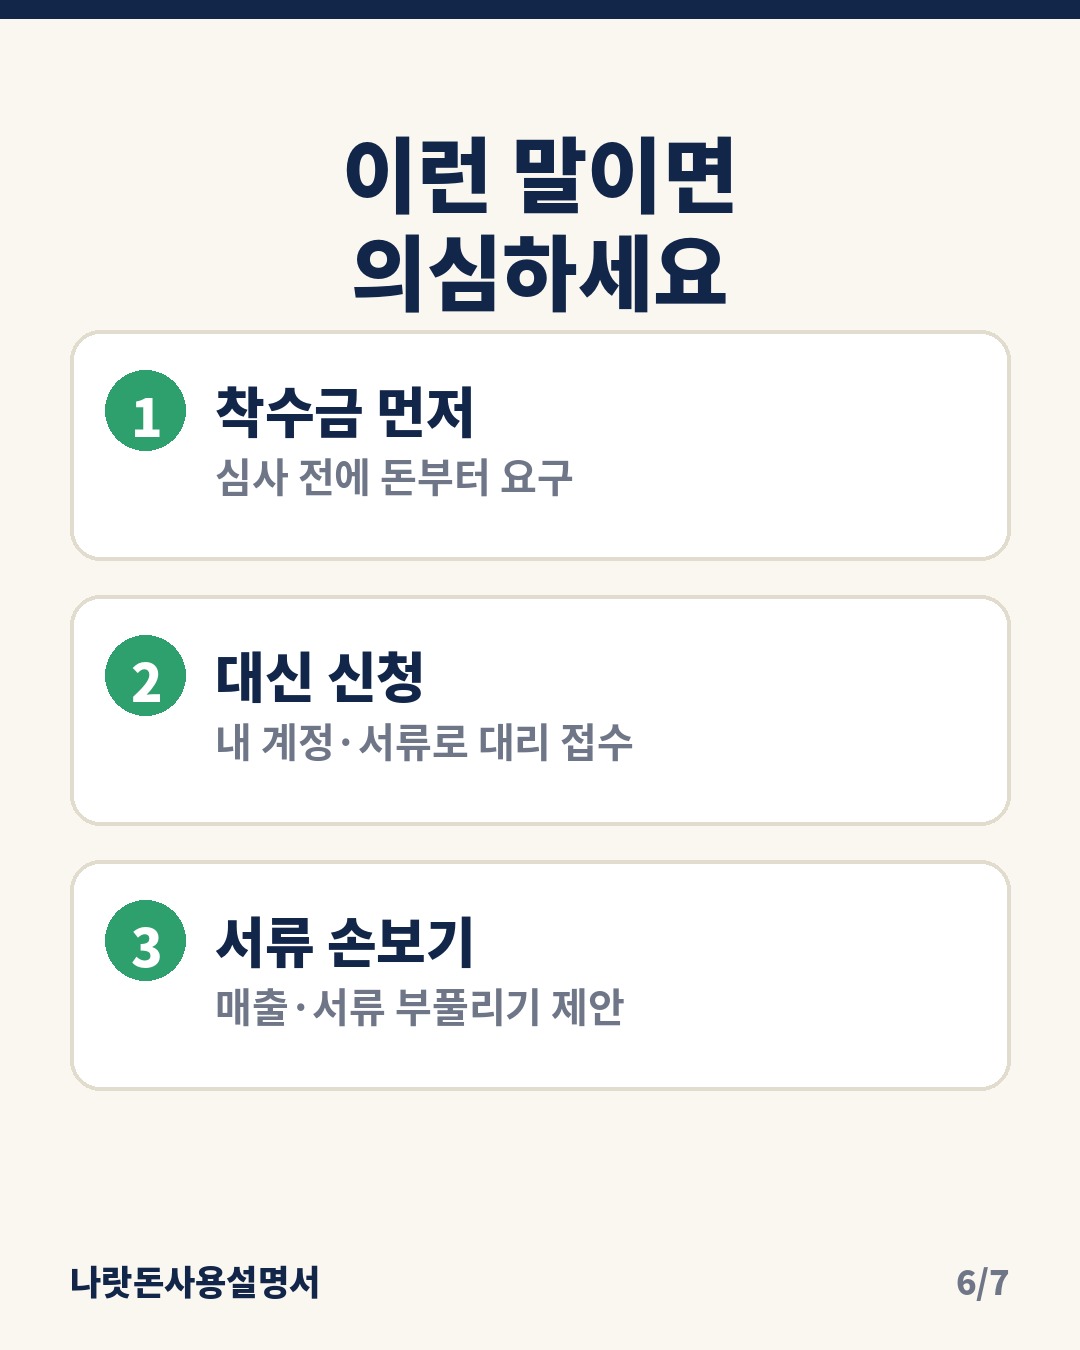 이런 말이면
의심하세요
1 착수금 먼저
심사 전에 돈부터 요구
2 대신 신청
내 계정·서류로 대리 접수
3 서류 손보기
매출·서류 부풀리기 제안
나랏돈사용설명서 6/7